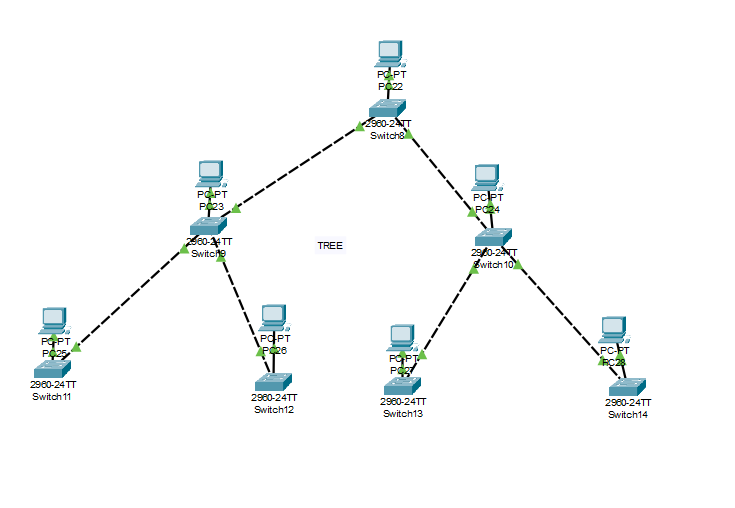 PC-PT
PC22
2960-24TT
Switch8
PC-PT
PC23
2960-24TT
Switch9
PC-PT
PC24
2960-24TT
Switch10
TREE
PC-PT
PC25
2960-24TT
Switch11
PC-PT
PC26
2960-24TT
Switch12
PC-PT
PC27
2960-24TT
Switch13
PC-PT
PC28
2960-24TT
Switch14